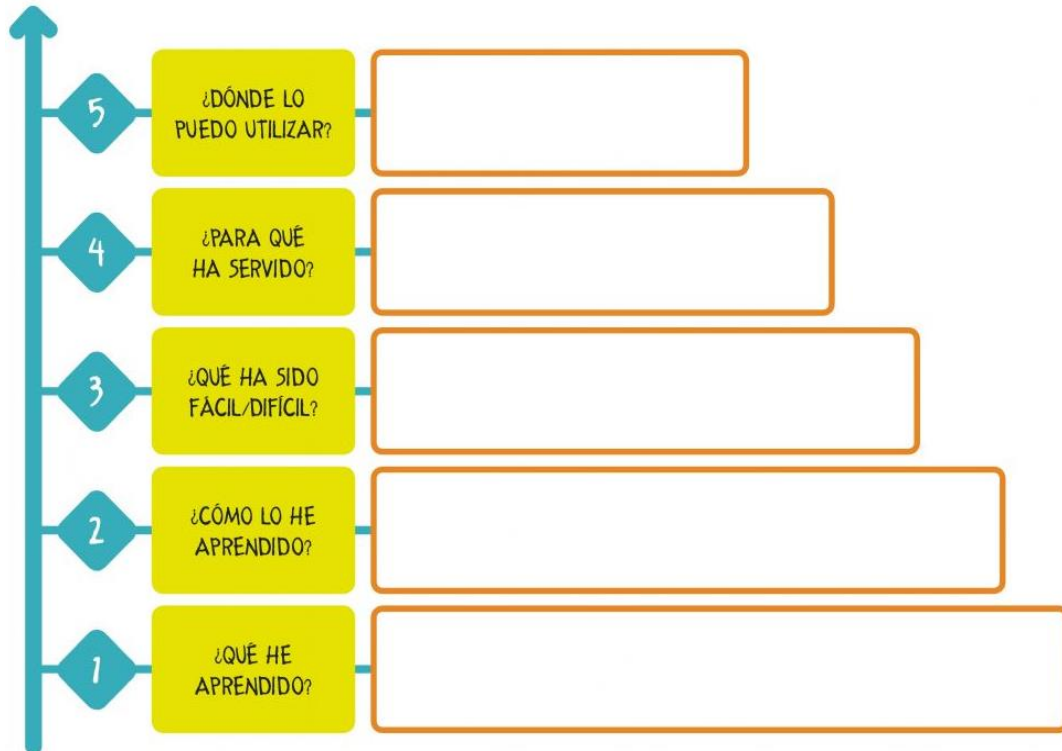 5
¿DÓNDE LO
PUEDO UTILIZAR?
4
¿PARA QUÉ
HA SERVIDO?
3
¿QUÉ HA SIDO
FÁCIL/DIFÍCIL?
2
¿CÓMO LO HE
APRENDIDO?
1
¿QUÉ HE
APRENDIDO?